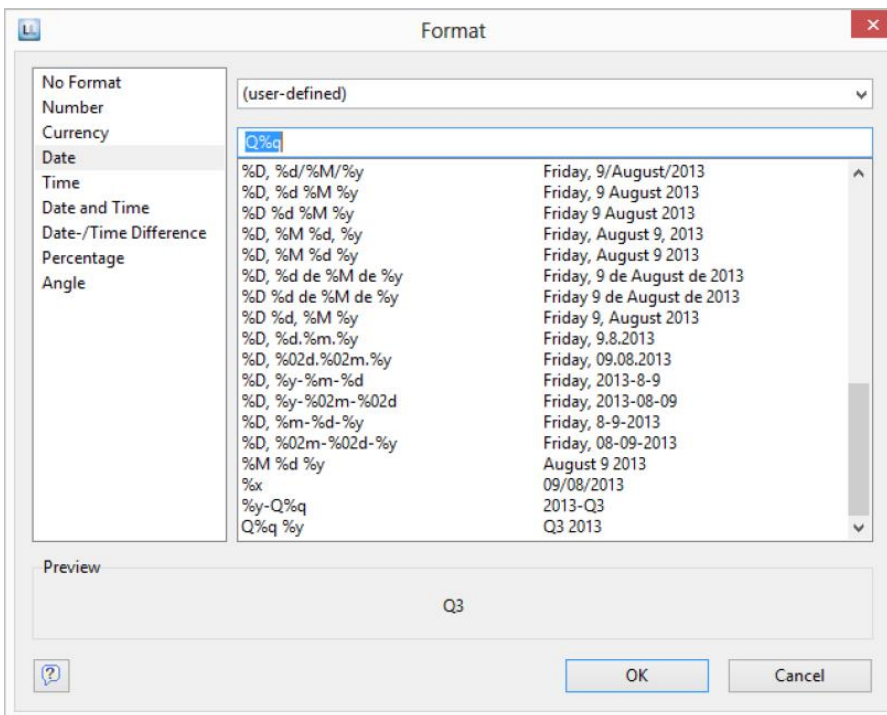 LL
Format
No Format
Number
Currency
Date
Time
Date and Time
Date-/Time Difference
Percentage
Angle
(user-defined)
Q%q
%D, %d/%M/%y Friday, 9/August/2013
%D, %d %M %y Friday, 9 August 2013
%D %d %M %y Friday 9 August 2013
%D, %M %d, %y Friday, August 9, 2013
%D, %M %d %y Friday, August 9 2013
%D, %d de %M de %y Friday, 9 de August de 2013
%D %d de %M de %y Friday 9 de August de 2013
%D %d, %M %y Friday 9, August 2013
%D, %d.%m.%y Friday, 9.8.2013
%D, %02d.%02m.%y Friday, 09.08.2013
%D, %y-%m-%d Friday, 2013-8-9
%D, %y-%02m-%02d Friday, 2013-08-09
%D, %m-%d-%y Friday, 8-9-2013
%D, %02m-%02d-%y Friday, 08-09-2013
%M %d %y August 9 2013
%x 09/08/2013
%y-Q%q 2013-Q3
Q%q %y Q3 2013
Preview
Q3
?
OK
Cancel